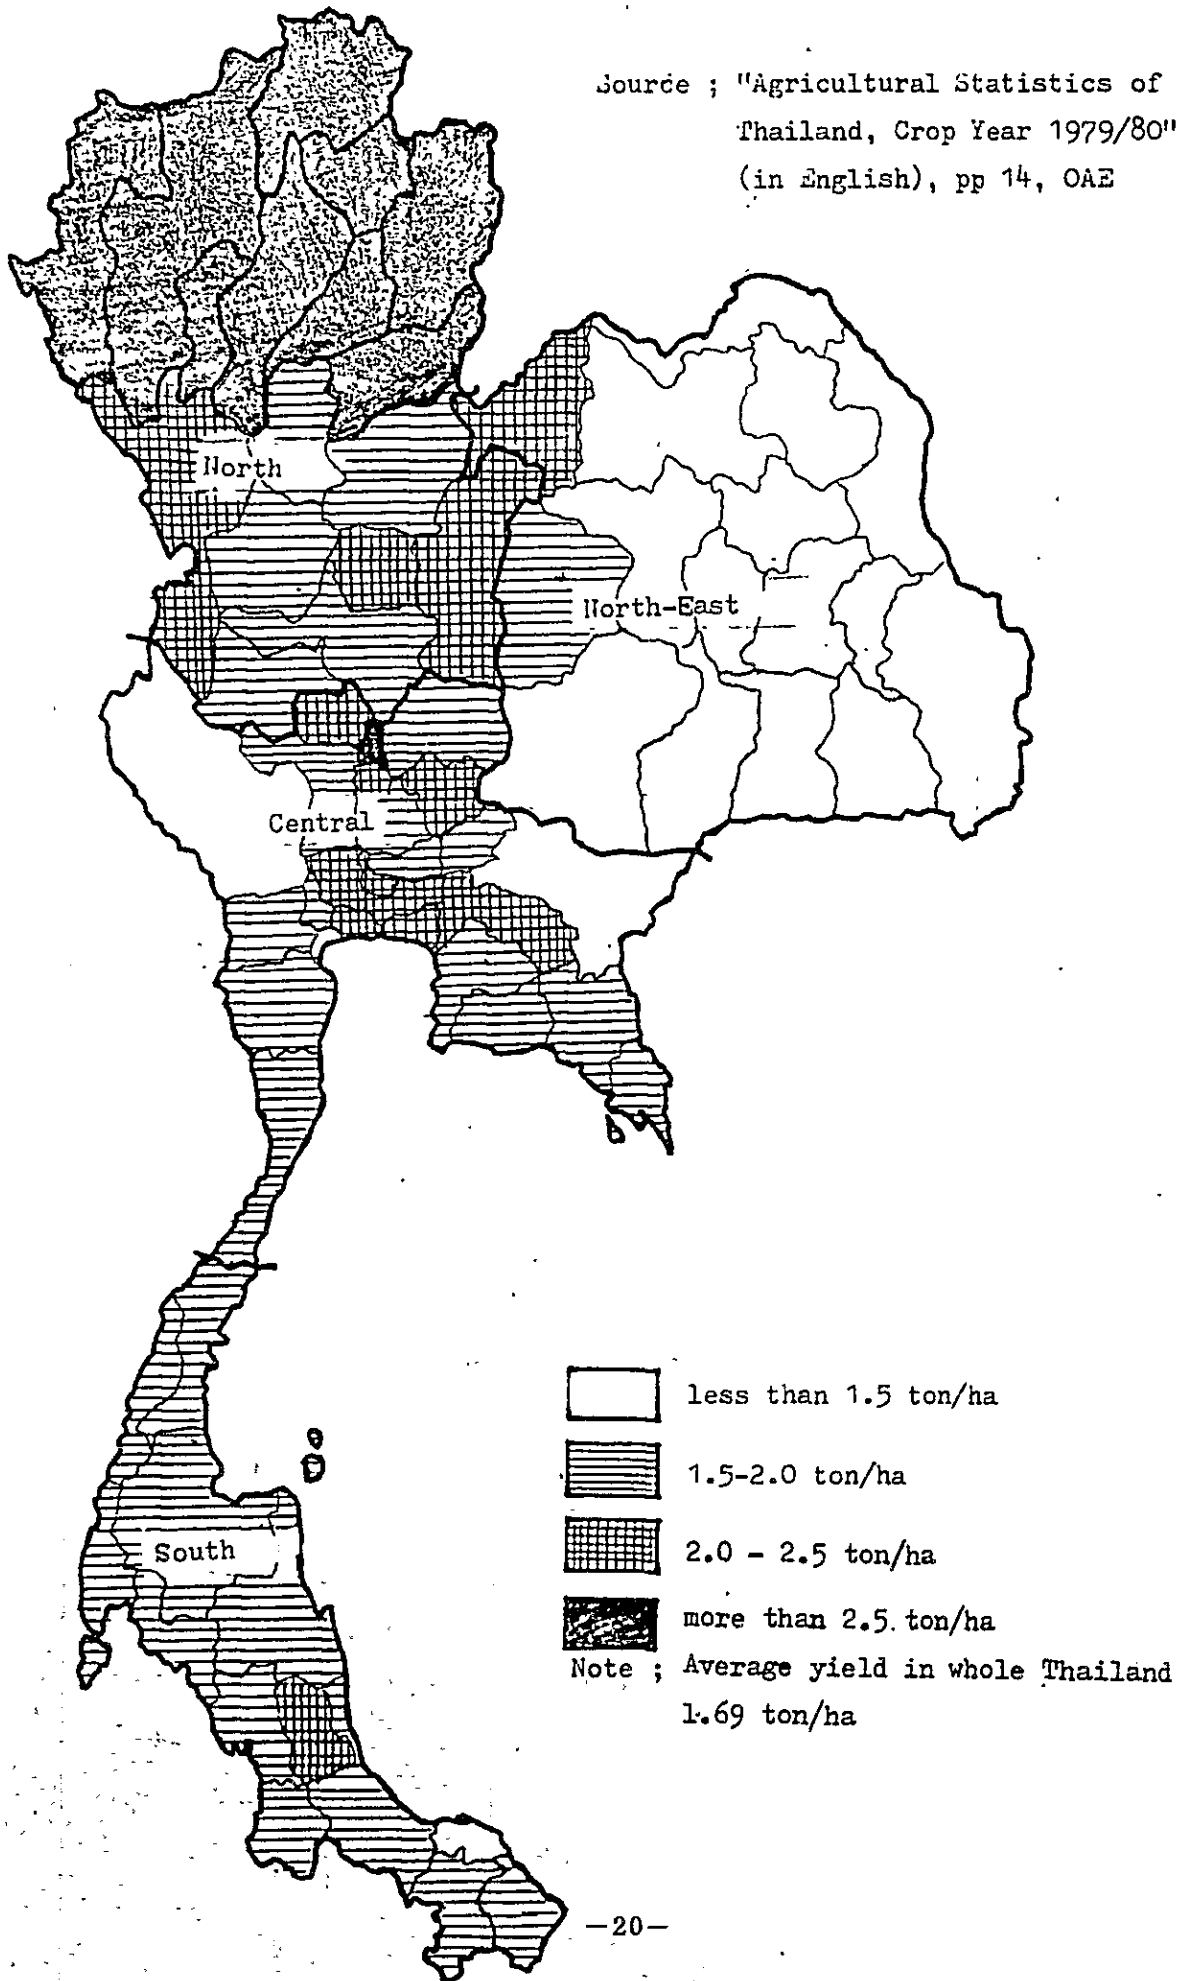 Source ; "Agricultural Statistics of
Thailand, Crop Year 1979/80"
(in English), pp 14, OAE
North
North-East
Central
South
less than 1.5 ton/ha
1.5-2.0 ton/ha
2.0 - 2.5 ton/ha
more than 2.5 ton/ha
Note ; Average yield in whole Thailand
1.69 ton/ha
-20-